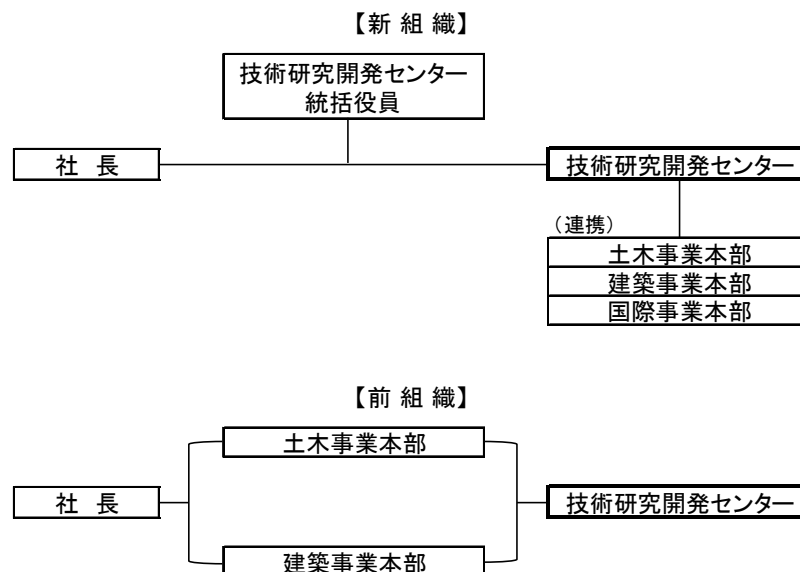 【新 組 織】
技術研究開発センター
統括役員
社 長
技術研究開発センター
（連携）
土木事業本部
建築事業本部
国際事業本部
【前 組 織】
土木事業本部
社 長
技術研究開発センター
建築事業本部